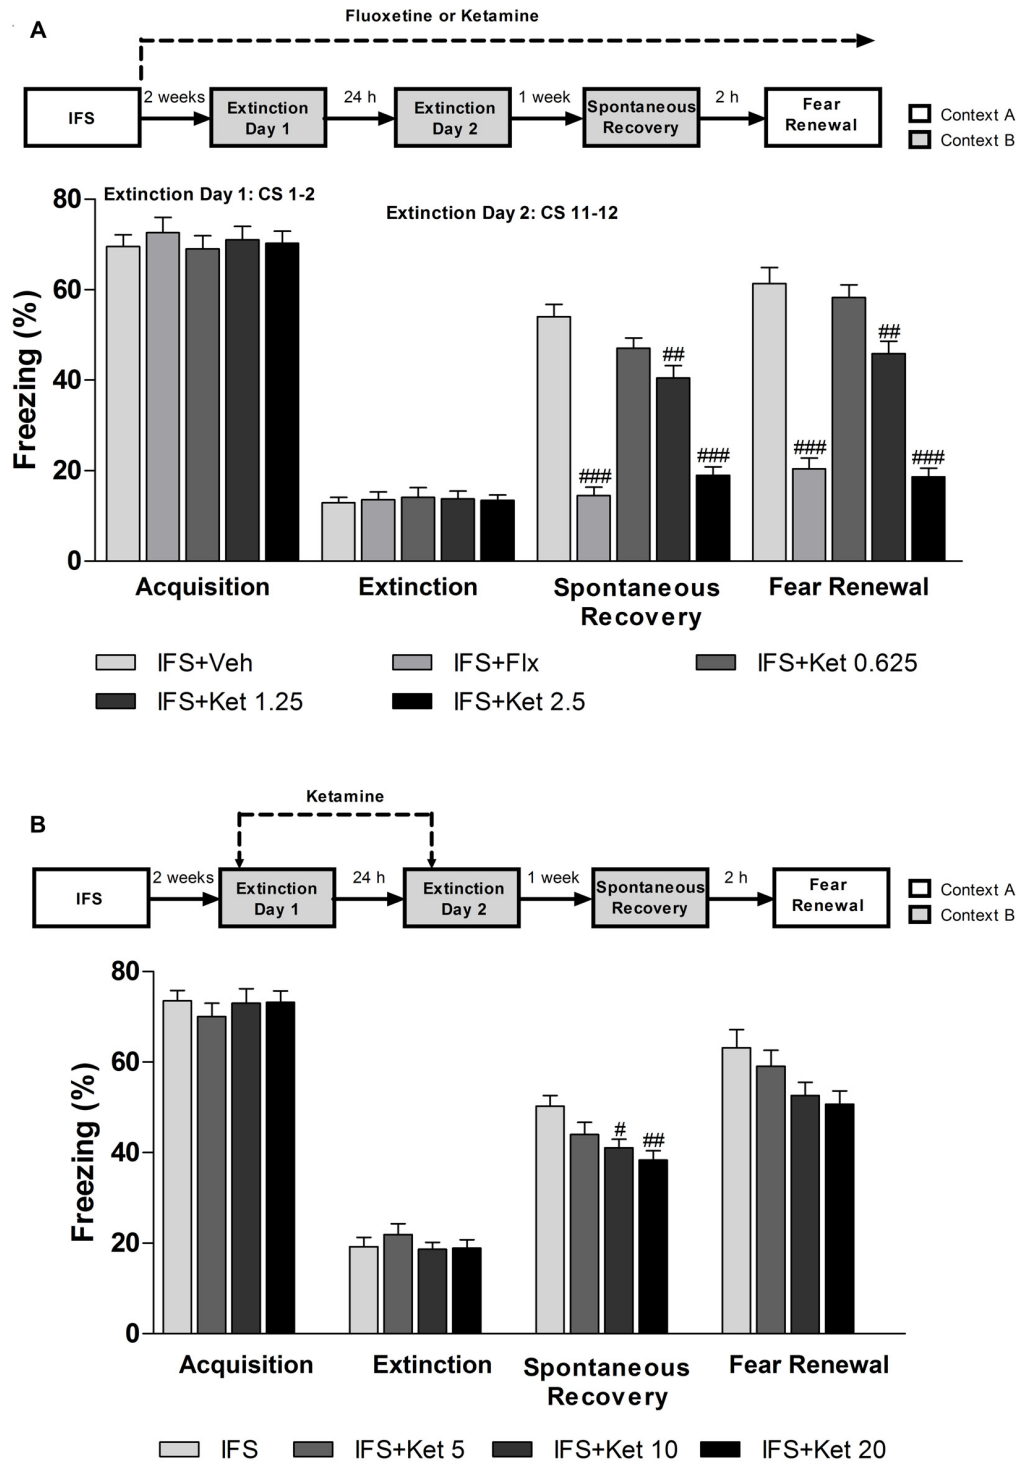 A
Fluoxetine or Ketamine
IFS
2 weeks
Extinction
Day 1
24 h
Extinction
Day 2
1 week
Spontaneous
Recovery
2 h
Fear
Renewal
Context A
Context B
Extinction Day 1: CS 1-2
Extinction Day 2: CS 11-12
Freezing (%)
80
60
40
20
0
###
##
###
###
##
###
Acquisition
Extinction
Spontaneous
Recovery
Fear Renewal
IFS+Veh
IFS+Flx
IFS+Ket 0.625
IFS+Ket 1.25
IFS+Ket 2.5
B
Ketamine
IFS
2 weeks
Extinction
Day 1
24 h
Extinction
Day 2
1 week
Spontaneous
Recovery
2 h
Fear
Renewal
Context A
Context B
Freezing (%)
80
60
40
20
0
#
##
Acquisition
Extinction
Spontaneous
Recovery
Fear Renewal
IFS
IFS+Ket 5
IFS+Ket 10
IFS+Ket 20